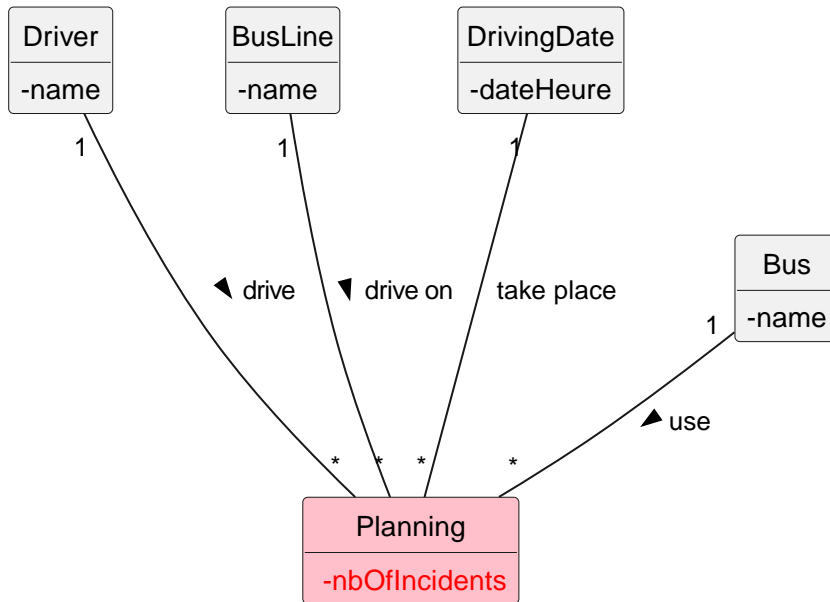 Driver
-name
BusLine
-name
DrivingDate
-dateHeure
1
1
1
Bus
-name
1
drive
drive on
take place
use
*
*
*
*
Planning
-nbOfIncidents